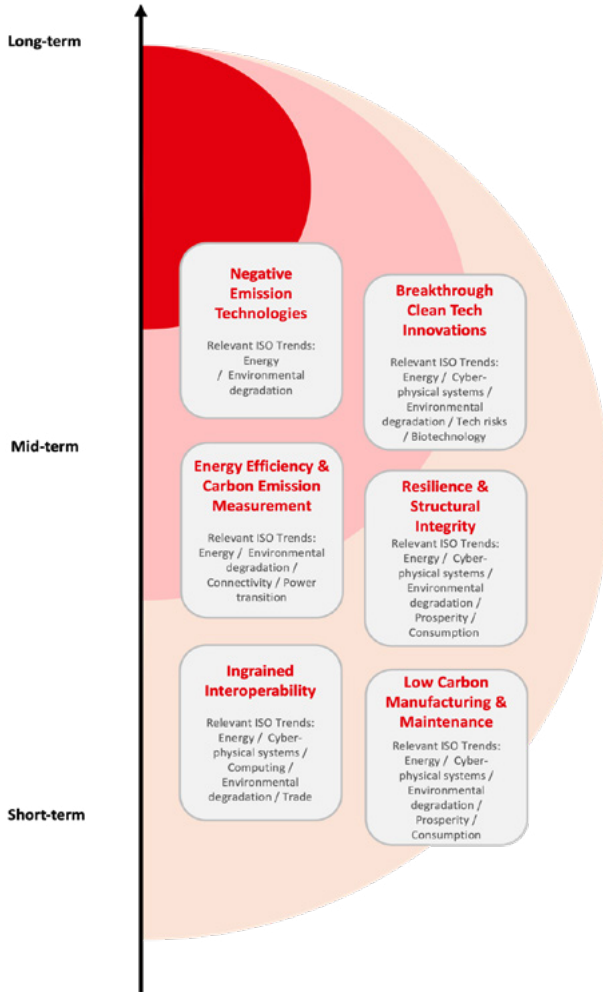 Long-term
Negative
Emission
Technologies
Relevant ISO Trends:
Energy
/ Environmental
degradation
Breakthrough
Clean Tech
Innovations
Relevant ISO Trends:
Energy / Cyber-
physical systems /
Environmental
degradation / Tech risks
/ Biotechnology
Mid-term
Energy Efficiency &
Carbon Emission
Measurement
Relevant ISO Trends:
Energy / Environmental
degradation /
Connectivity / Power
transition
Resilience &
Structural
Integrity
Relevant ISO Trends:
Energy / Cyber-
physical systems /
Environmental
degradation /
Prosperity /
Consumption
Ingrained
Interoperability
Relevant ISO Trends:
Energy / Cyber-
physical systems /
Computing /
Environmental
degradation / Trade
Low Carbon
Manufacturing &
Maintenance
Relevant ISO Trends:
Energy / Cyber-
physical systems /
Environmental
degradation /
Prosperity /
Consumption
Short-term